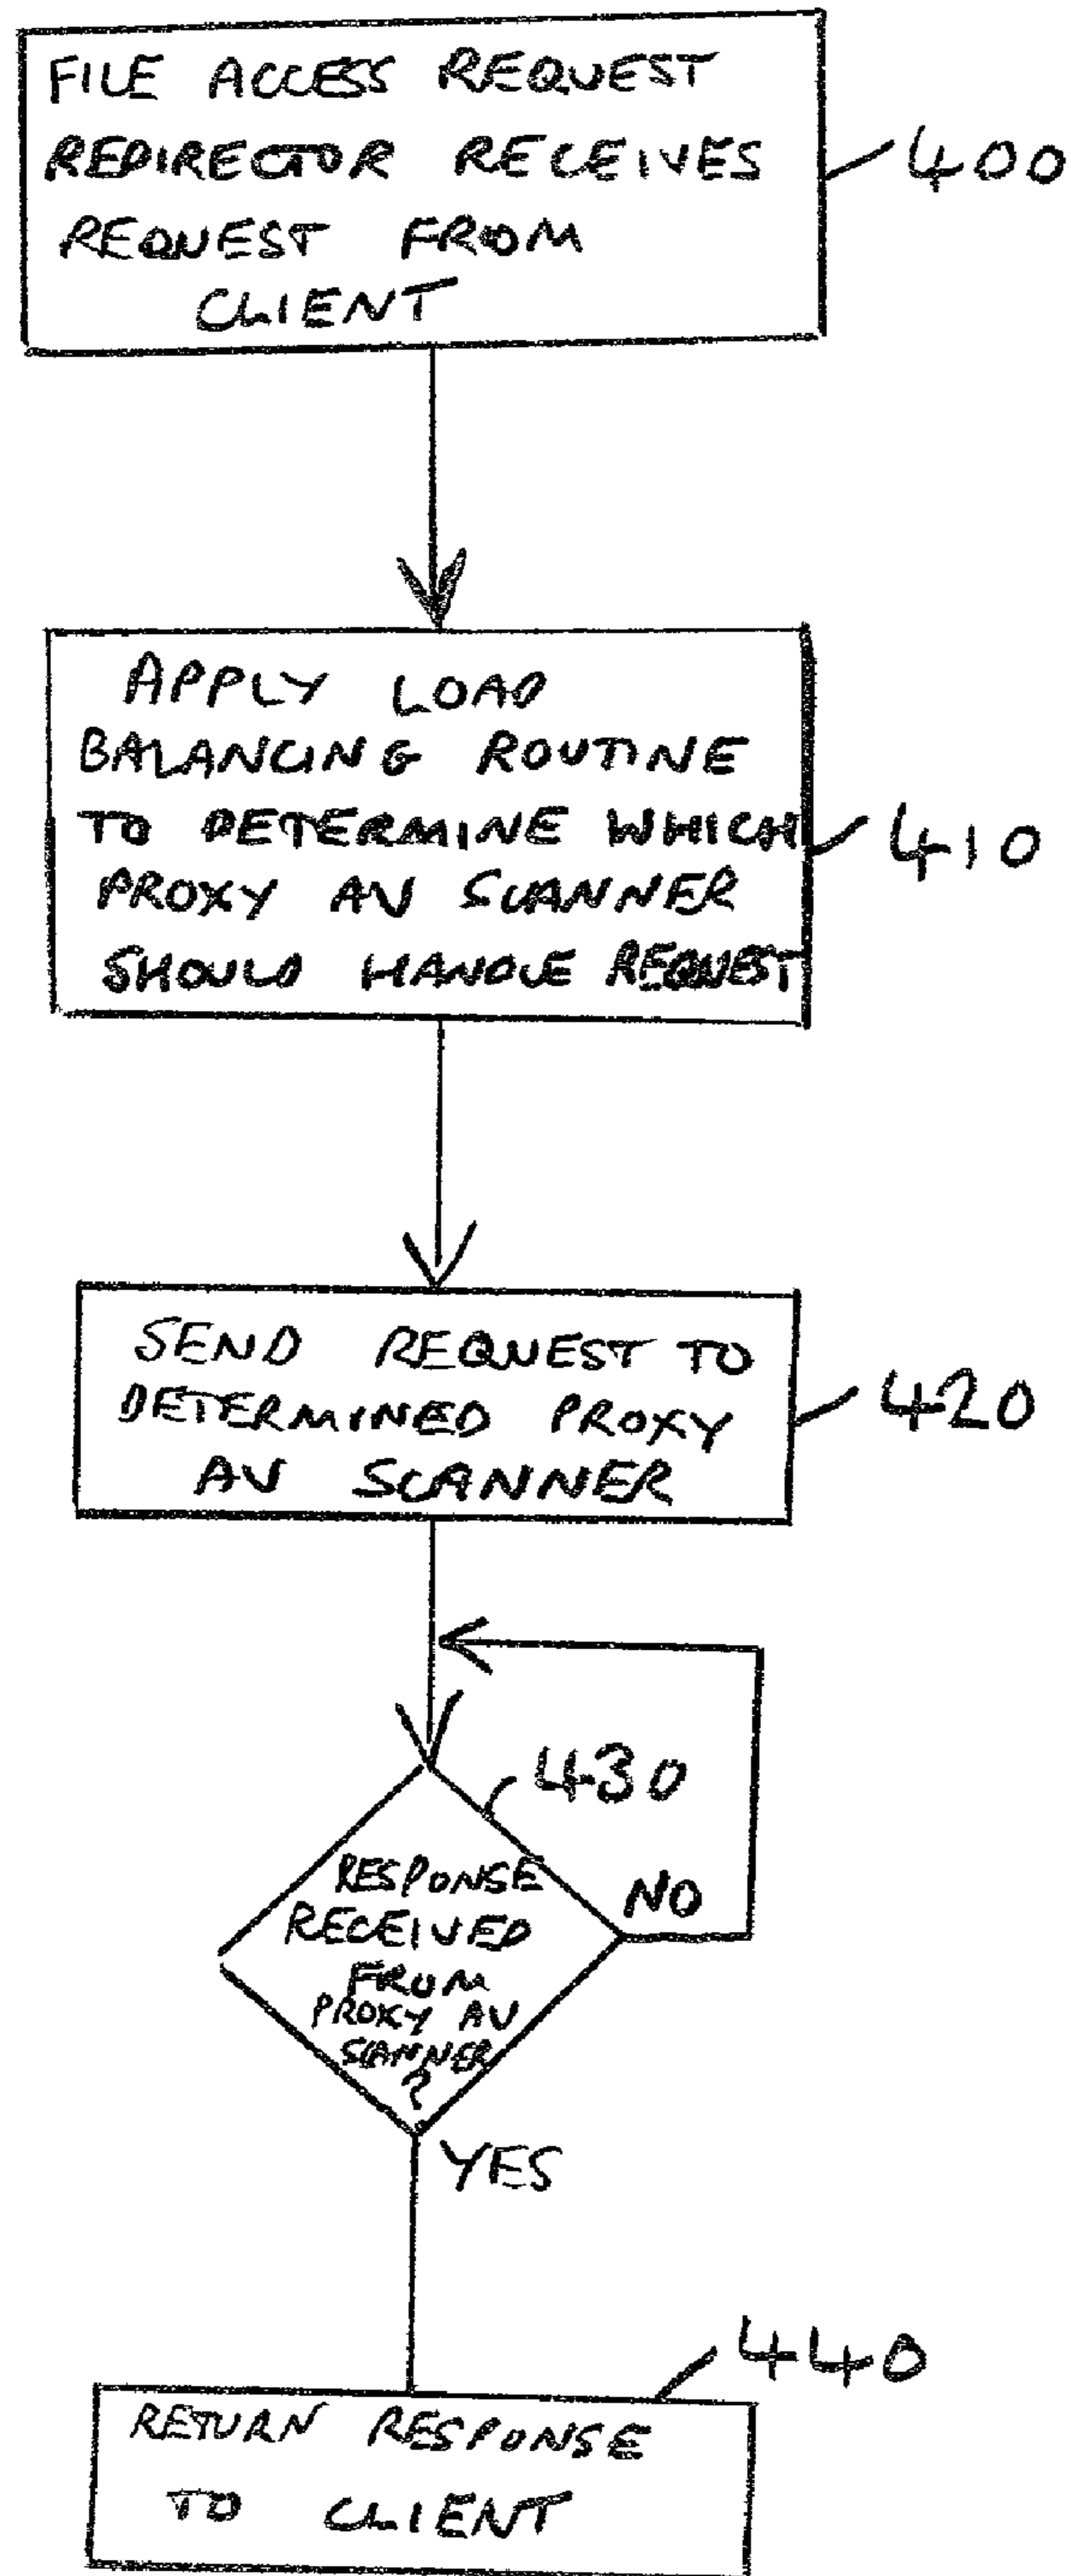 FILE ACCESS REQUEST
REDIRECTOR RECEIVES
REQUEST FROM
CLIENT
400
APPLY LOAD
BALANCING ROUTINE
TO DETERMINE WHICH
PROXY AV SCANNER
SHOULD HANDLE REQUEST
410
SEND REQUEST TO
DETERMINED PROXY
AV SCANNER
420
430
RESPONSE
RECEIVED
FROM
PROXY AV
SCANNER
?
NO
YES
440
RETURN RESPONSE
TO CLIENT